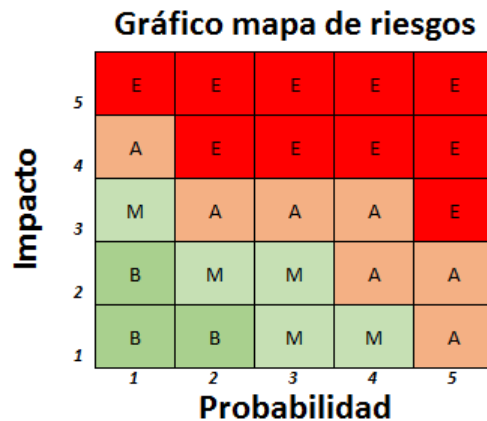 Gráfico mapa de riesgos
Impacto
5 E E E E E
4 A E E E E
3 M A A A E
2 B M M A A
1 B B M M A
1 2 3 4 5
Probabilidad